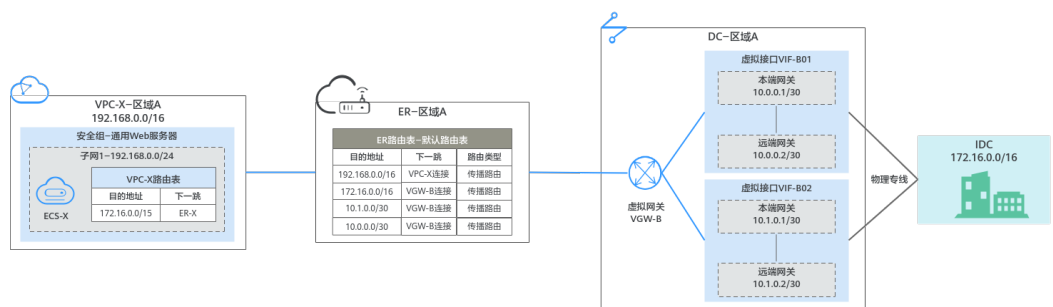 VPC-X-区域A
192.168.0.0/16
安全组-通用Web服务器
子网1-192.168.0.0/24
ECS-X
VPC-X路由表
目的地址 下一跳
172.16.0.0/15 ER-X
ER-区域A
ER路由表-默认路由表
目的地址 下一跳 路由类型
192.168.0.0/16 VPC-X连接 传播路由
172.16.0.0/16 VGW-B连接 传播路由
10.1.0.0/30 VGW-B连接 传播路由
10.0.0.0/30 VGW-B连接 传播路由
DC-区域A
虚拟网关
VGW-B
虚拟接口VIF-B01
本端网关
10.0.0.1/30
远端网关
10.0.0.2/30
虚拟接口VIF-B02
本端网关
10.1.0.1/30
远端网关
10.1.0.2/30
物理专线
IDC
172.16.0.0/16